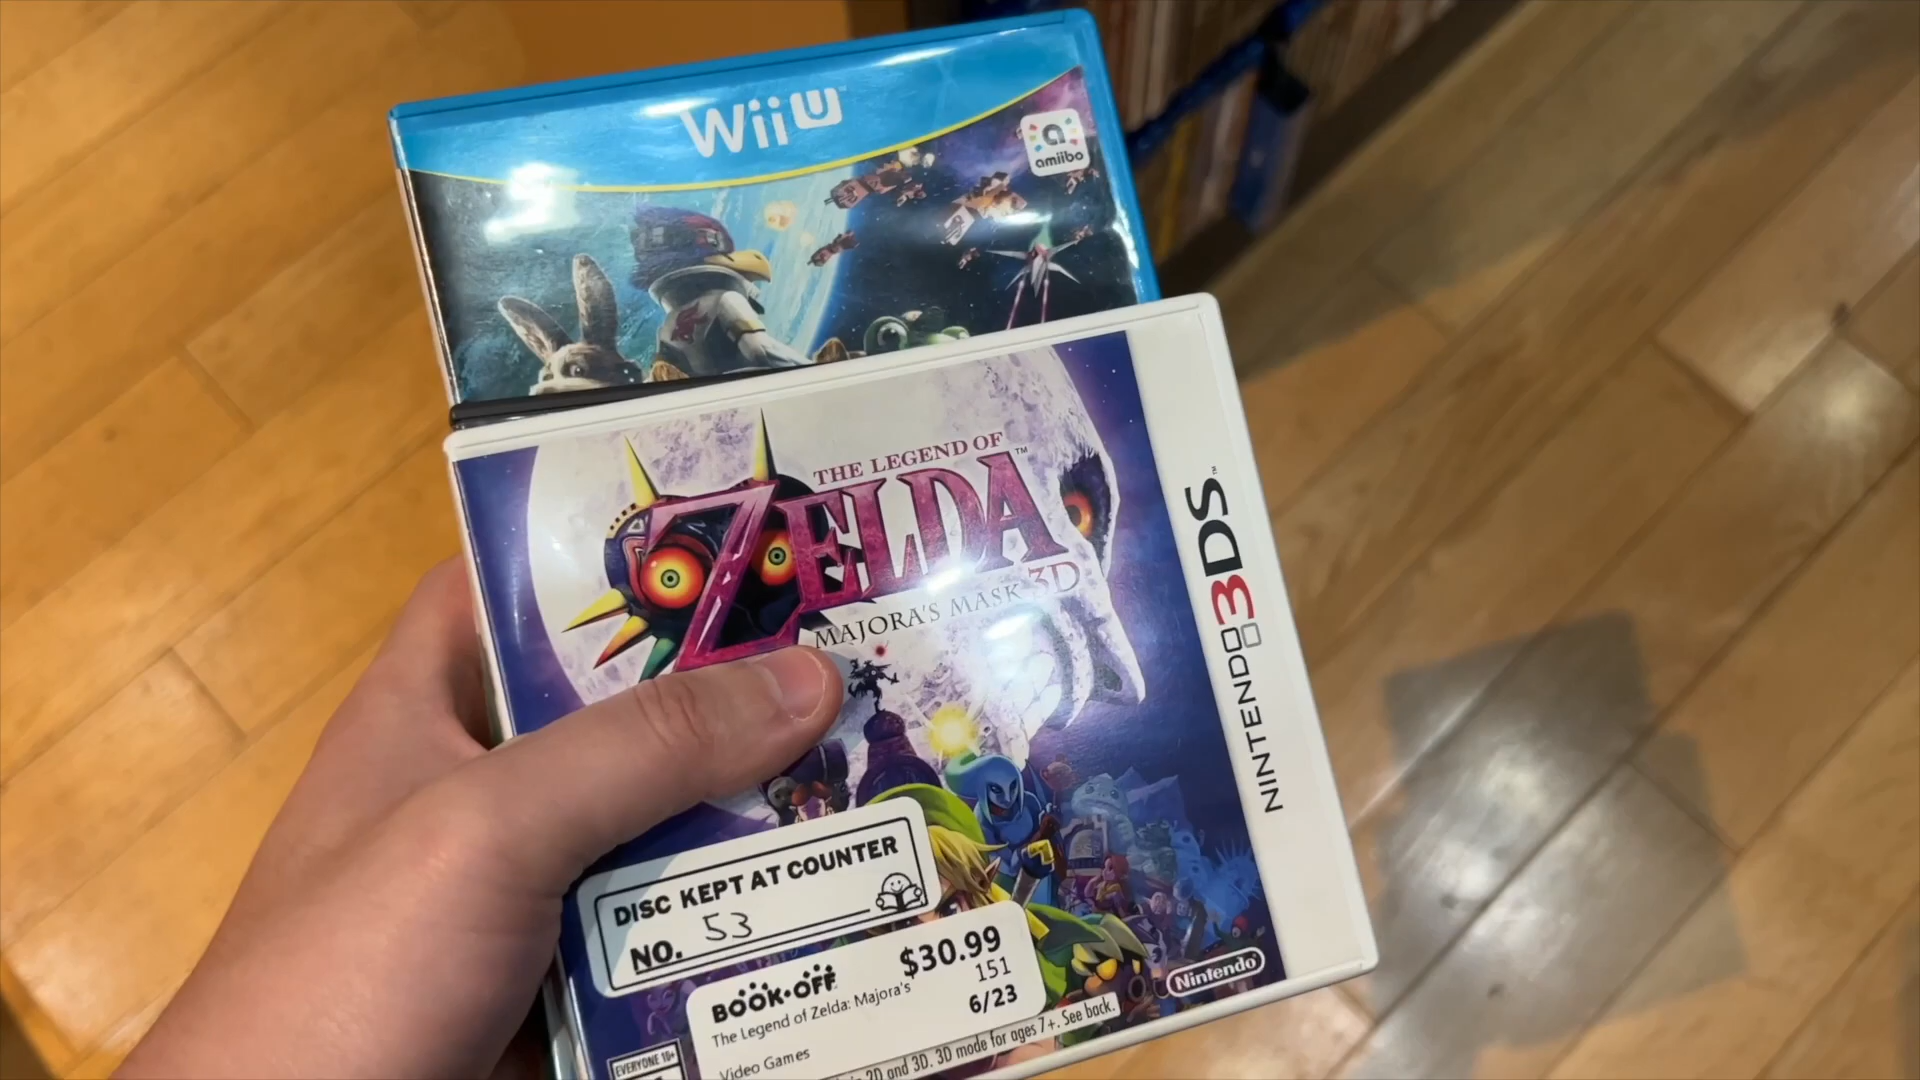 Wii U
amiibo
THE LEGEND OF
ZELDA™
MAJORA'S MASK 3D
NINTENDO 3DS™
DISC KEPT AT COUNTER
NO. 53
BOOK·OFF
$30.99
151
The Legend of Zelda: Majora's
6/23
Video Games
Nintendo
EVERYONE 10+
in 2D and 3D. 3D mode for ages 7+. See back.